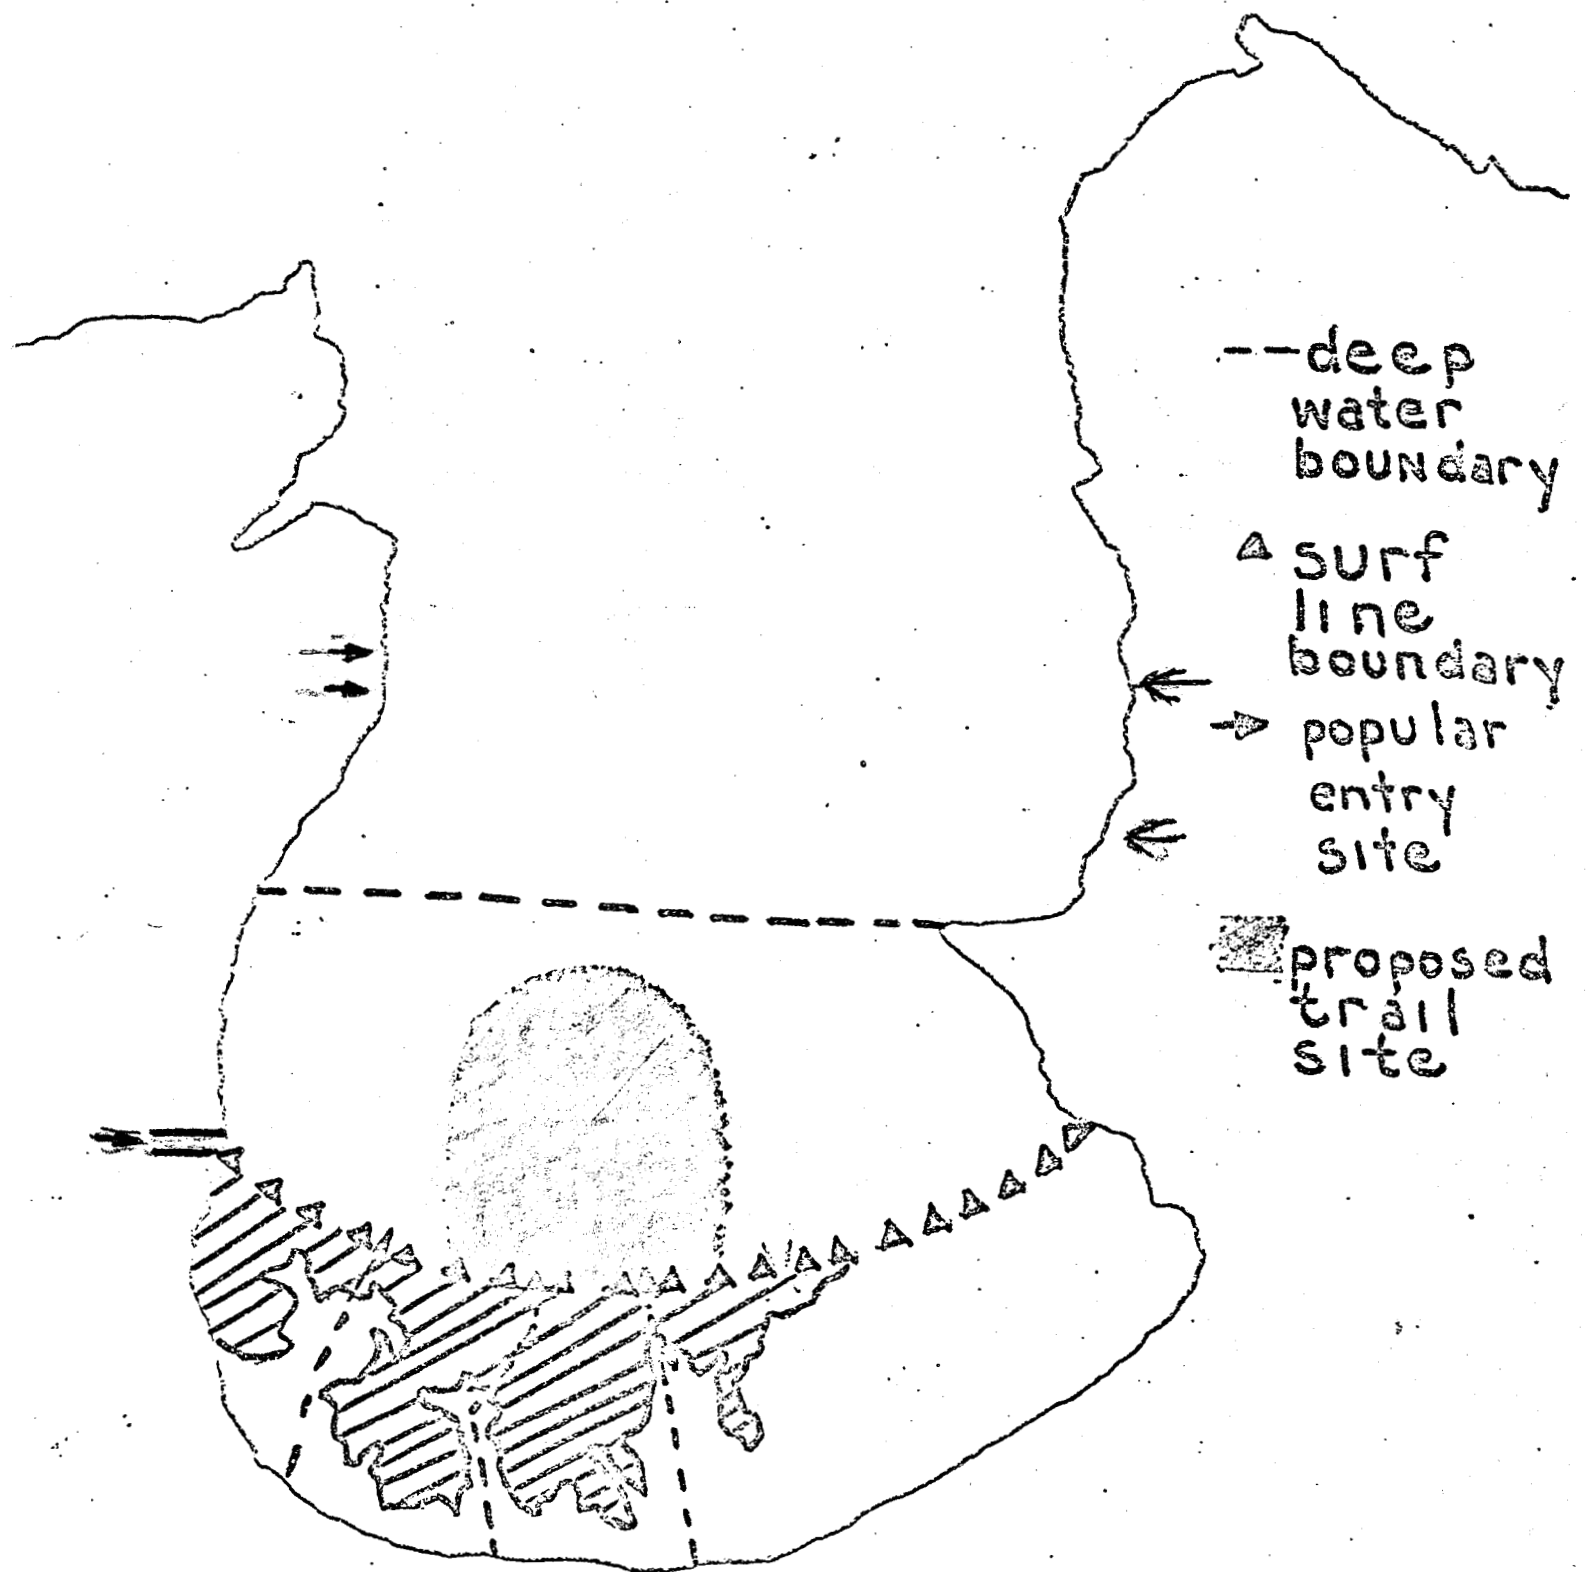 deep
water
boundary
surf
line
boundary
popular
entry
site
proposed
trail
site